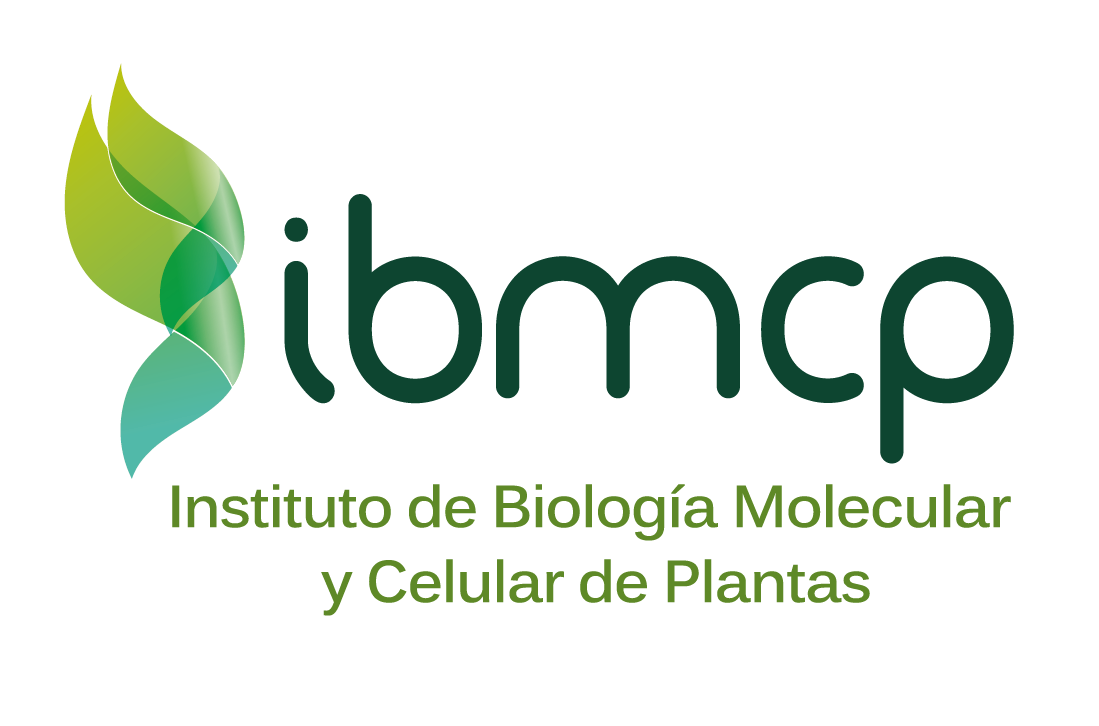 ibmcp
Instituto de Biología Molecular
y Celular de Plantas